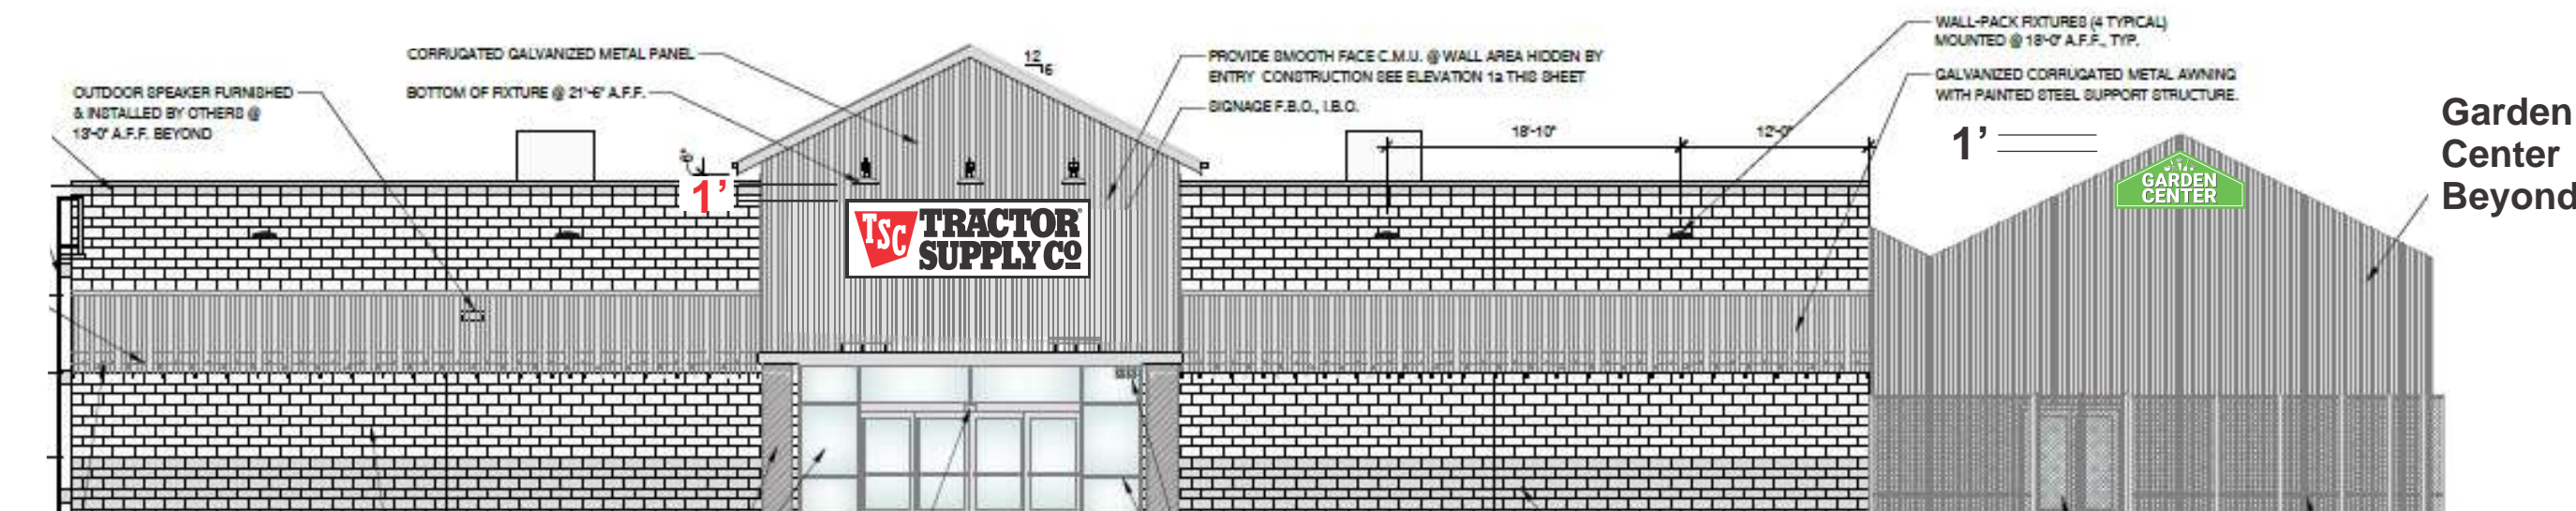 CORRUGATED GALVANIZED METAL PANEL
BOTTOM OF FIXTURE @ 21'-6" A.F.F.
OUTDOOR SPEAKER FURNISHED
& INSTALLED BY OTHERS @
13'-0" A.F.F. BEYOND
12
6
6"
1'
PROVIDE SMOOTH FACE C.M.U. @ WALL AREA HIDDEN BY
ENTRY CONSTRUCTION SEE ELEVATION 1a THIS SHEET
SIGNAGE F.B.O., I.B.O.
TSC TRACTOR
SUPPLY CO
18'-10"
12'-0"
WALL-PACK FIXTURES (4 TYPICAL)
MOUNTED @ 18'-0" A.F.F., TYP.
GALVANIZED CORRUGATED METAL AWNING
WITH PAINTED STEEL SUPPORT STRUCTURE.
1'
GARDEN
CENTER
Garden
Center
Beyond